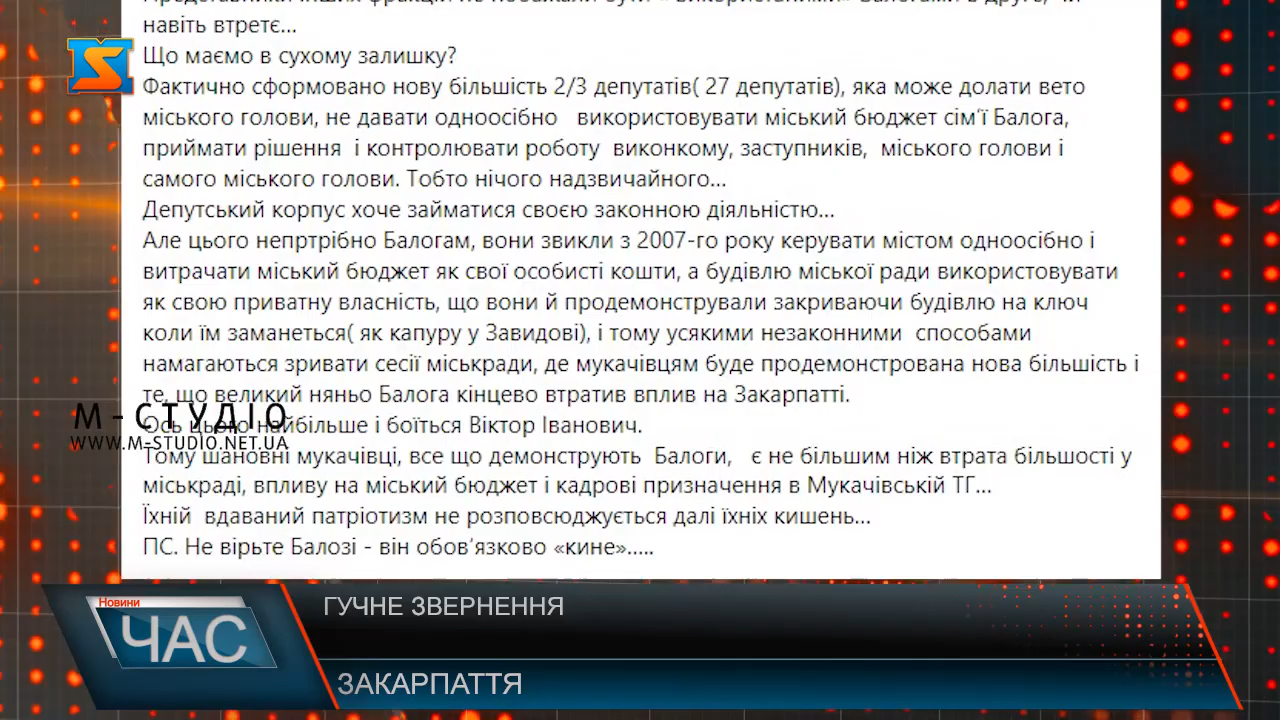 навіть втретє...
Що маємо в сухому залишку?
Фактично сформовано нову більшість 2/3 депутатів( 27 депутатів), яка може долати вето
міського голови, не давати одноосібно використовувати міський бюджет сім'ї Балога,
приймати рішення і контролювати роботу виконкому, заступників, міського голови і
самого міського голови. Тобто нічого надзвичайного...
Депутський корпус хоче займатися своєю законною діяльністю...
Але цього непртрібно Балогам, вони звикли з 2007-го року керувати містом одноосібно і
витрачати міський бюджет як свої особисті кошти, а будівлю міської ради використовувати
як свою приватну власність, що вони й продемонстрували закриваючи будівлю на ключ
коли їм заманеться( як капуру у Завидові), і тому усякими незаконними способами
намагаються зривати сесії міськради, де мукачівцям буде продемонстрована нова більшість і
те, що великий няньо Балога кінцево втратив вплив на Закарпатті.
М-СТУДІО
Ось цього найбільше і боїться Віктор Іванович.
WWW.M-STUDIO.NET.UA
Тому шановні мукачівці, все що демонструють Балоги, є не більшим ніж втрата більшості у
міськраді, впливу на міський бюджет і кадрові призначення в Мукачівській ТГ...
Їхній вдаваний патріотизм не розповсюджується далі їхніх кишень...
ПС. Не вірьте Балозі - він обов'язково «кине».....
Новини
ЧАС
ГУЧНЕ ЗВЕРНЕННЯ
ЗАКАРПАТТЯ